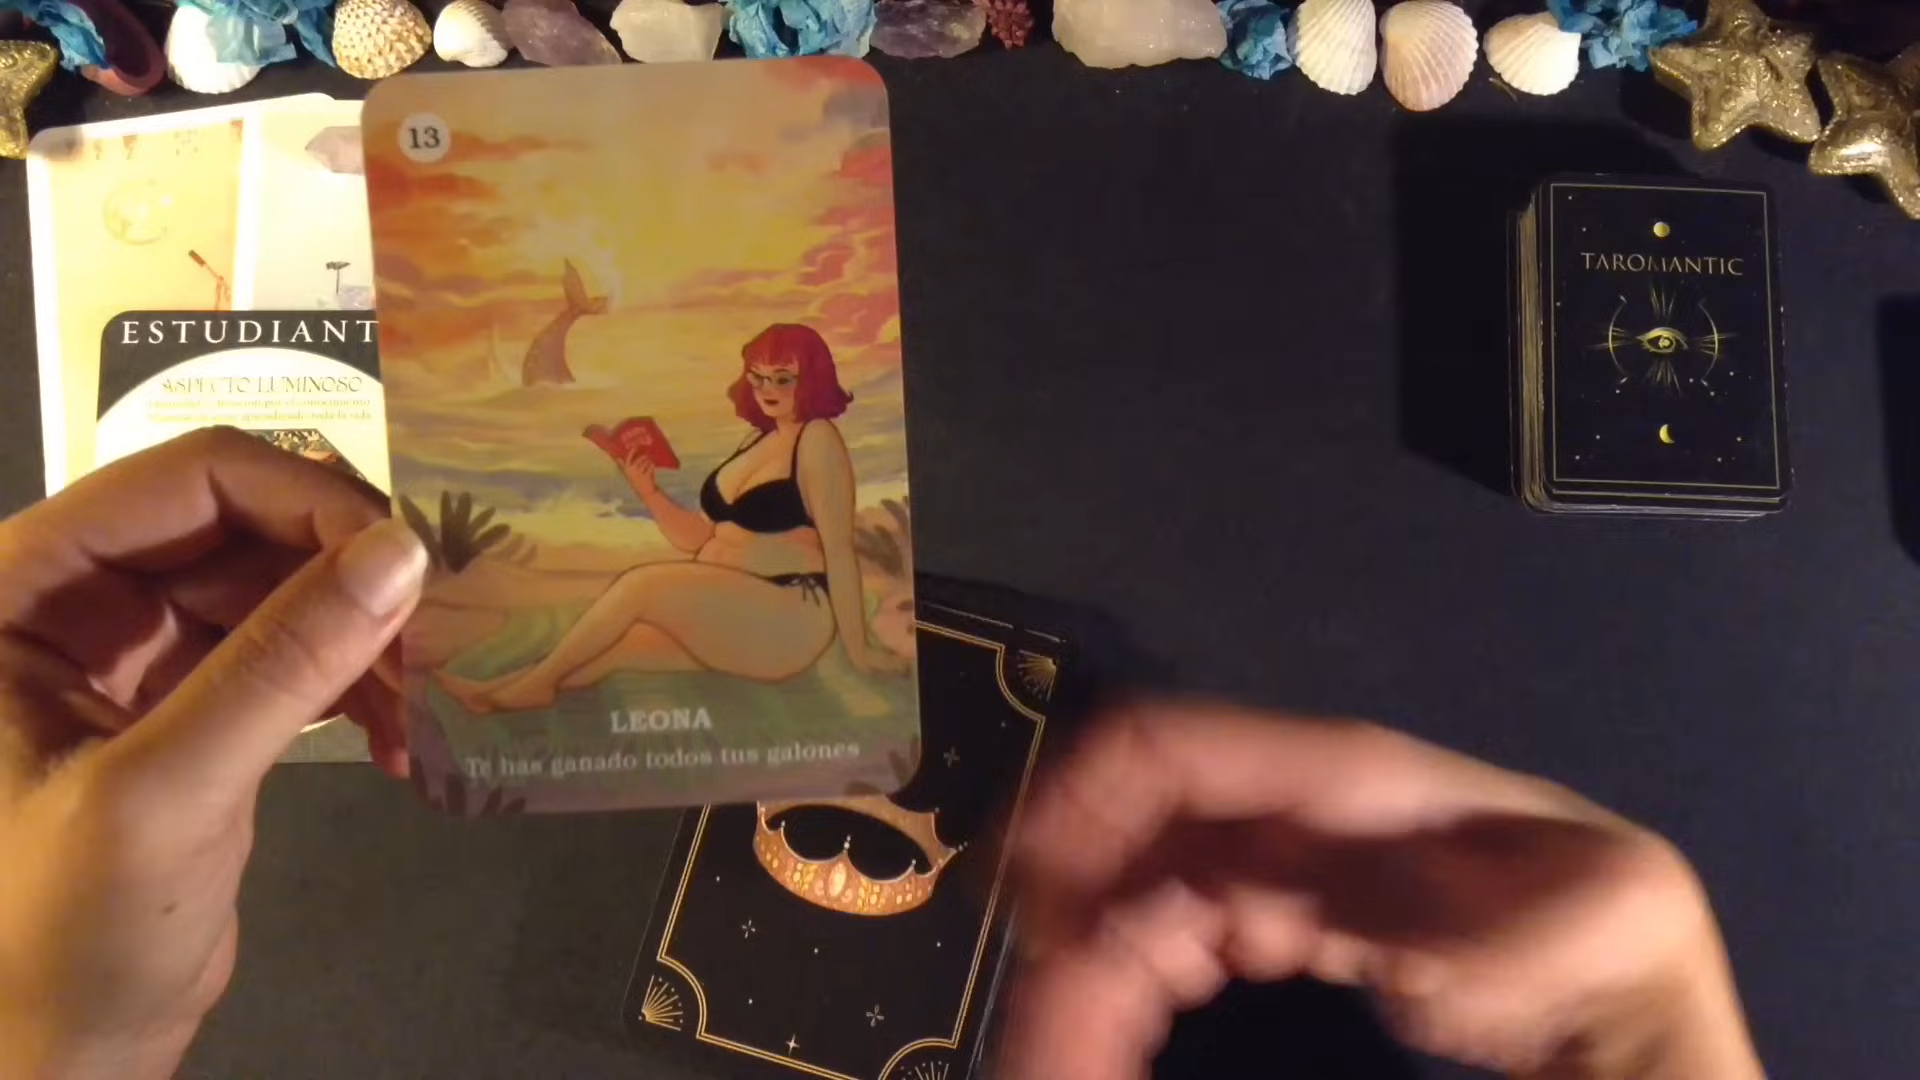 13
TAROMANTIC
ESTUDIANT
ASPECTO LUMINOSO
LEONA
Te has ganado todos tus galones